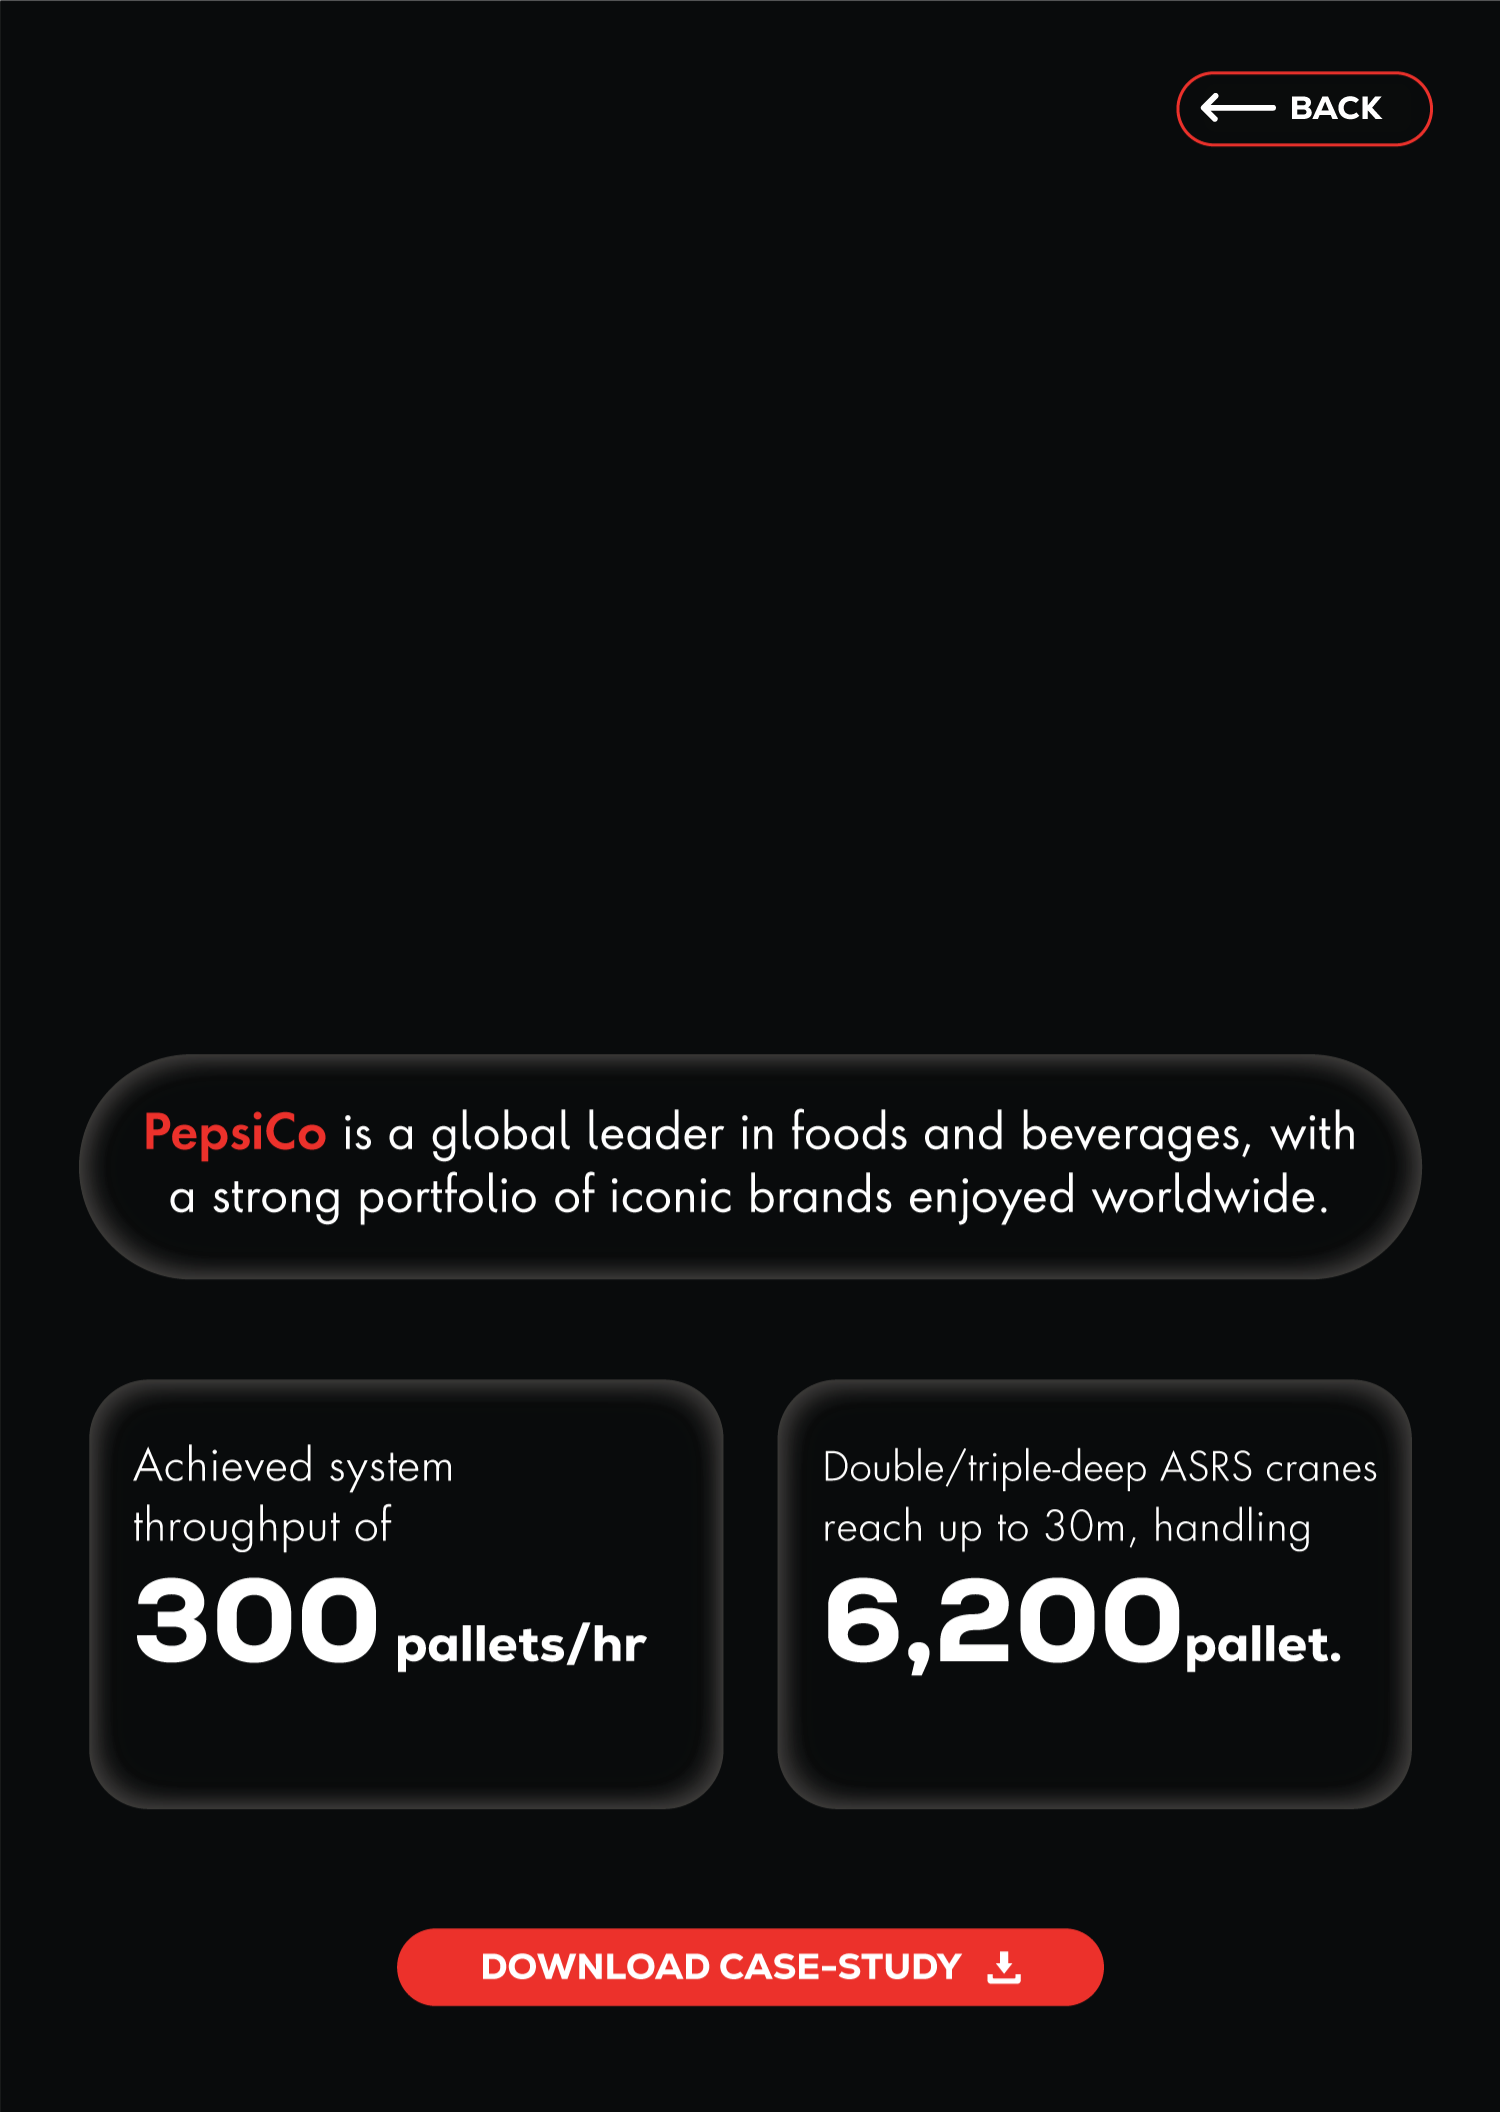 BACK
PepsiCo is a global leader in foods and beverages, with
a strong portfolio of iconic brands enjoyed worldwide.
Achieved system
throughput of
300 pallets/hr
Double/triple-deep ASRS cranes
reach up to 30m, handling
6,200pallet.
DOWNLOAD CASE-STUDY